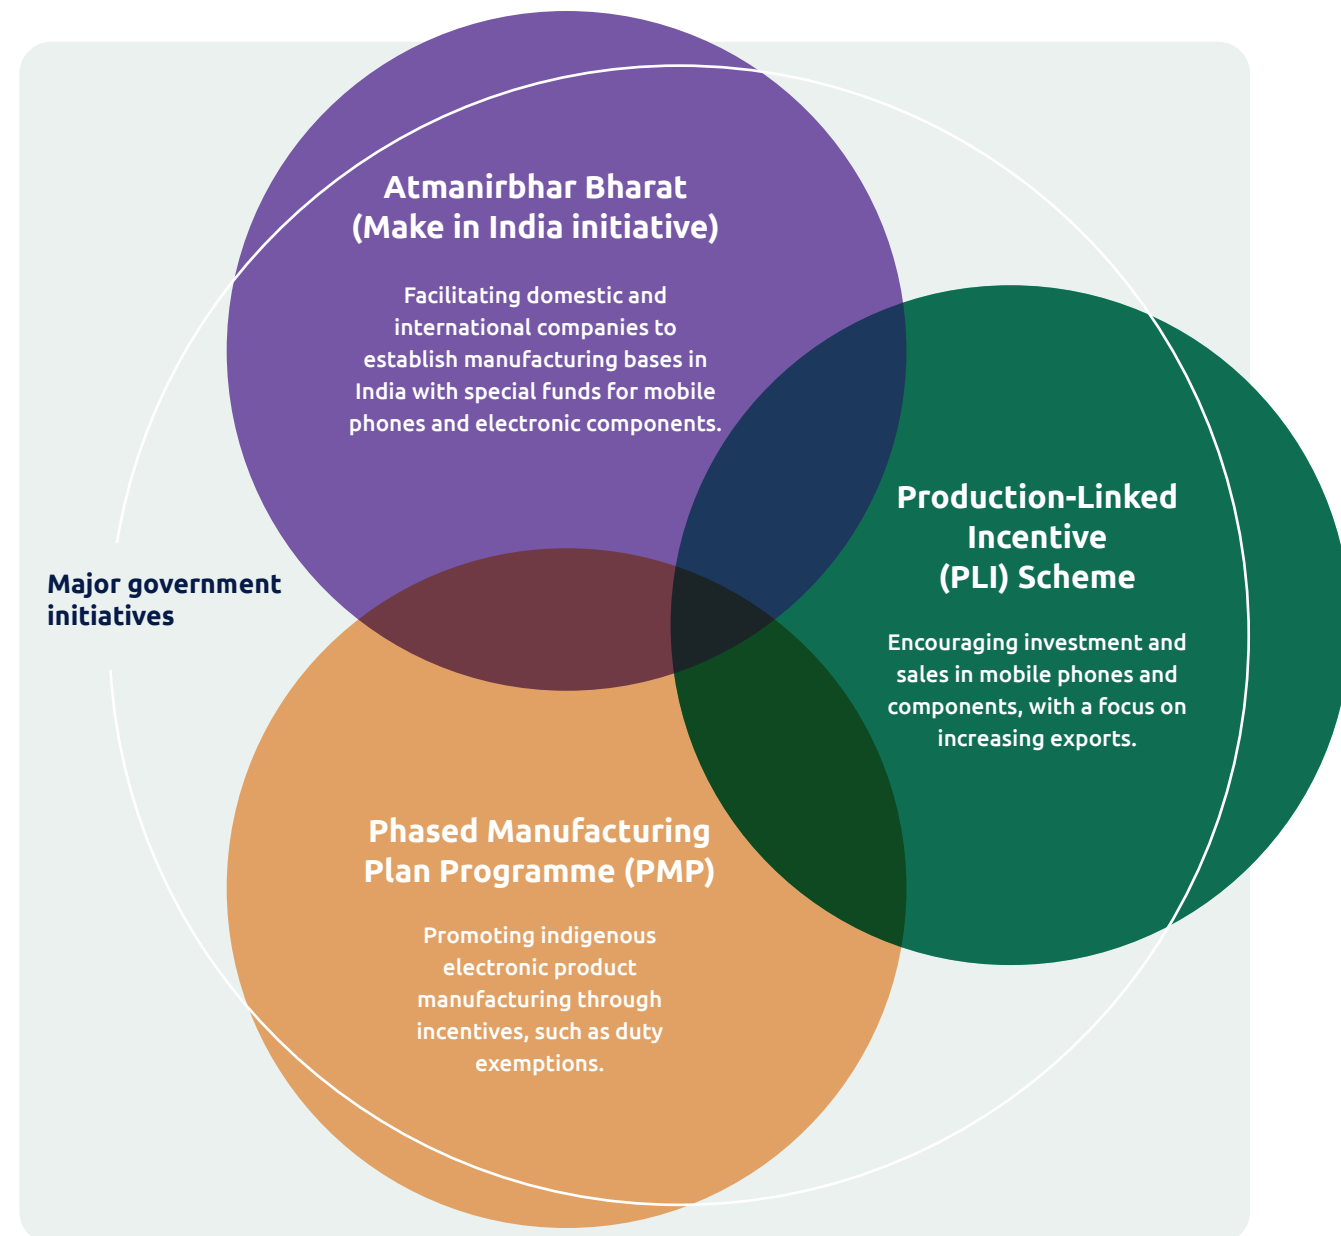 Atmanirbhar Bharat
(Make in India initiative)
Facilitating domestic and
international companies to
establish manufacturing bases in
India with special funds for mobile
phones and electronic components.
Production-Linked
Incentive
(PLI) Scheme
Encouraging investment and
sales in mobile phones and
components, with a focus on
increasing exports.
Major government
initiatives
Phased Manufacturing
Plan Programme (PMP)
Promoting indigenous
electronic product
manufacturing through
incentives, such as duty
exemptions.